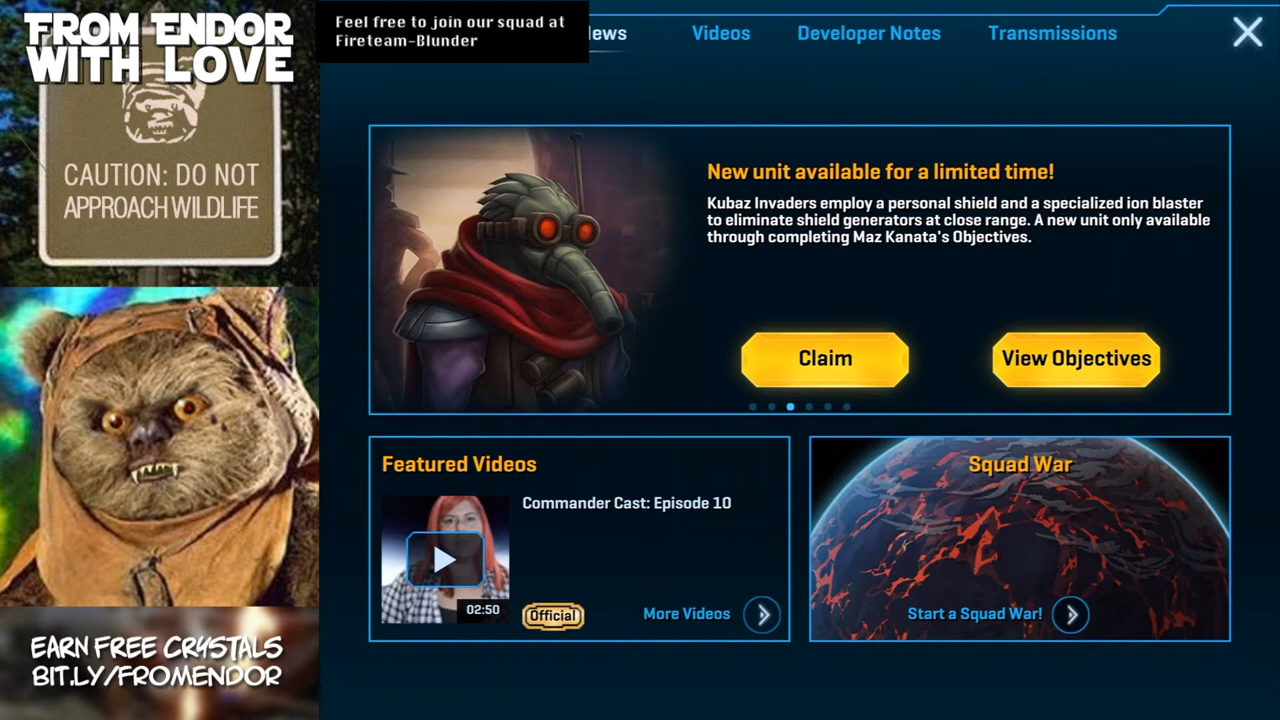 FROM ENDOR
WITH LOVE
CAUTION: DO NOT
APPROACH WILDLIFE
EARN FREE CRYSTALS
BIT.LY/FROMENDOR
Feel free to join our squad at
Fireteam-Blunder
Videos
Developer Notes
Transmissions
New unit available for a limited time!
Kubaz Invaders employ a personal shield and a specialized ion blaster
to eliminate shield generators at close range. A new unit only available
through completing Maz Kanata's Objectives.
Claim
View Objectives
Featured Videos
Commander Cast: Episode 10
02:50
Official
More Videos
Squad War
Start a Squad War!